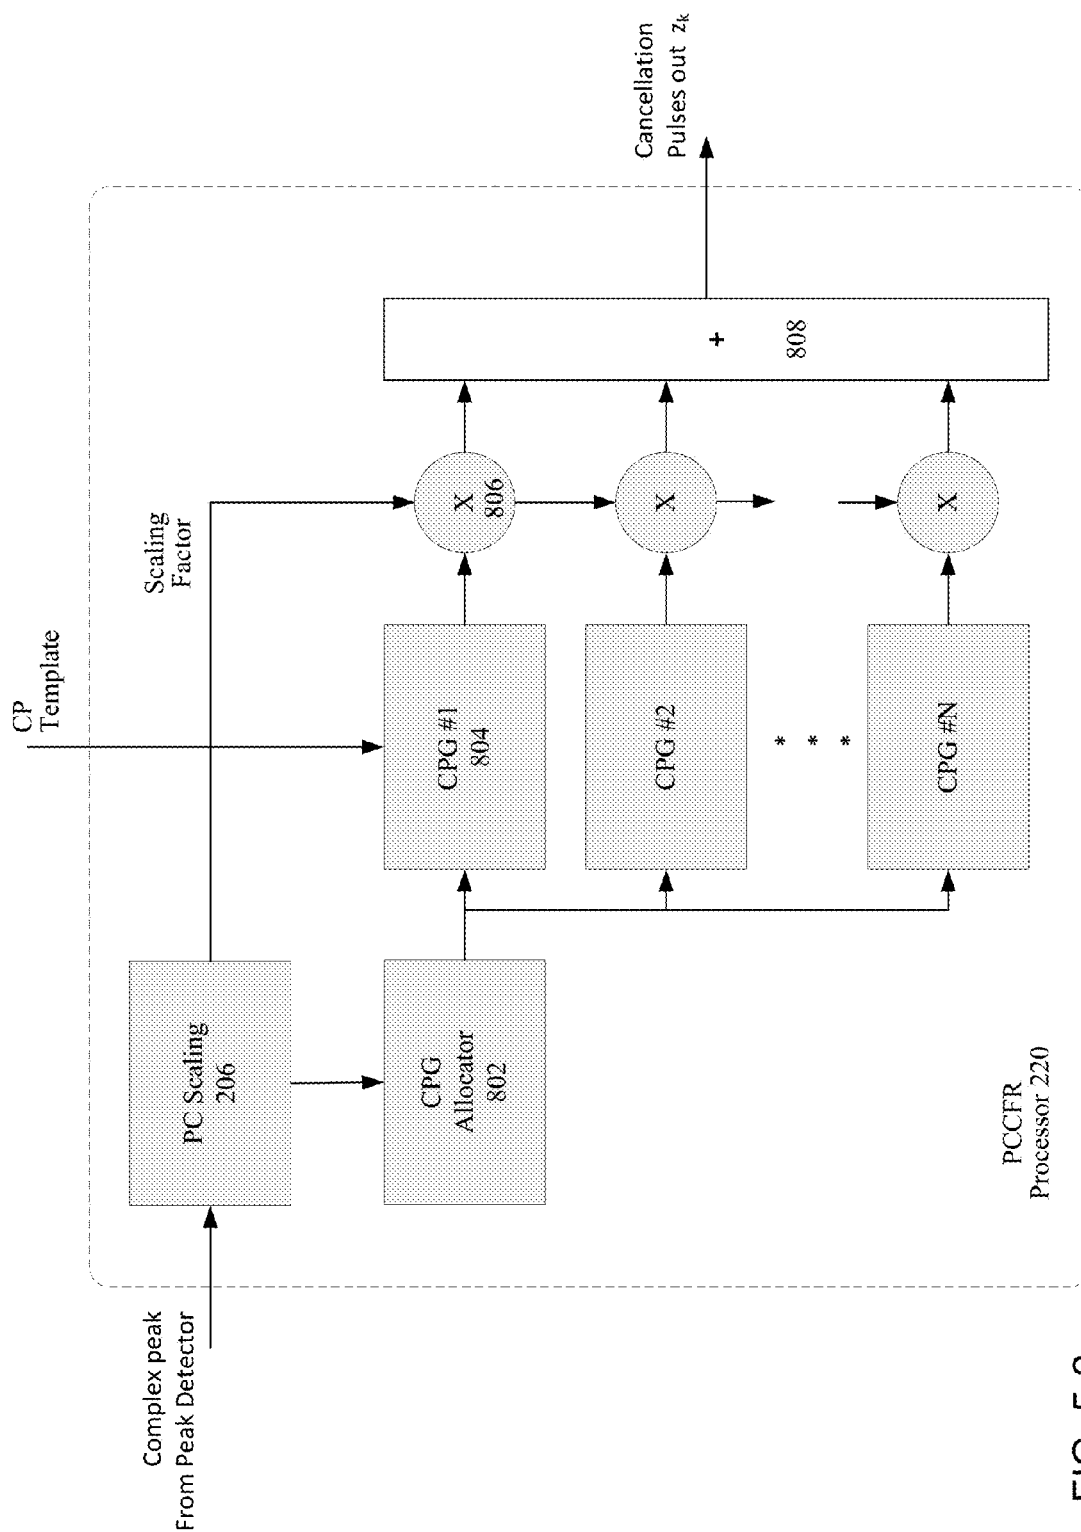 Complex peak
From Peak Detector
PC Scaling
206
CPG
Allocator
802
CP
Template
Scaling
Factor
CPG #1
804
CPG #2
* * *
CPG #N
X
806
X
X
+
808
Cancellation
Pulses out zk
PCCFR
Processor 220